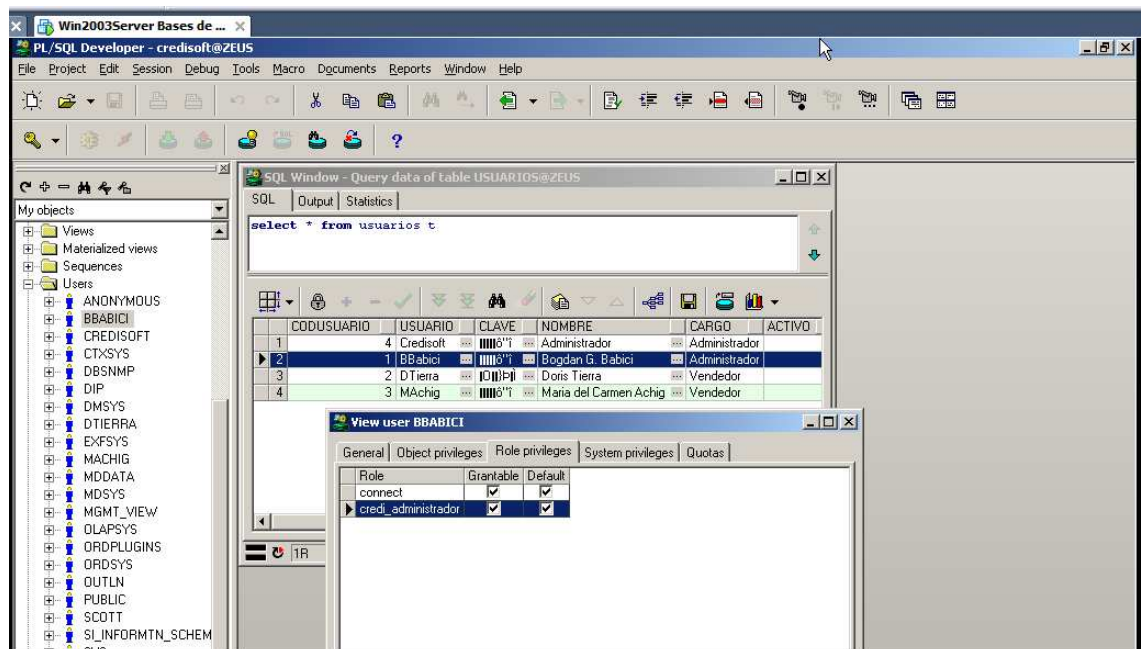 Win2003Server Bases de ...
PL/SQL Developer - credisoft@ZEUS
File Project Edit Session Debug Tools Macro Documents Reports Window Help
My objects
Views
Materialized views
Sequences
Users
ANONYMOUS
BBABICI
CREDISOFT
CTXSYS
DBSNMP
DIP
DMSYS
DTIERRA
EXFSYS
MACHIG
MDDATA
MDSYS
MGMT_VIEW
OLAPSYS
ORDPLUGINS
ORDSYS
OUTLN
PUBLIC
SCOTT
SI_INFORMTN_SCHEM
SQL Window - Query data of table USUARIOS@ZEUS
SQL Output Statistics
select * from usuarios t
CODUSUARIO USUARIO CLAVE NOMBRE CARGO ACTIVO
1 4 Credisoft ... Administrador ... Administrador
2 1 BBabici ... Bogdan G. Babici ... Administrador
3 2 DTierra ... Doris Tierra ... Vendedor
4 3 MAchig ... Maria del Carmen Achig ... Vendedor
1R
View user BBABICI
General Object privileges Role privileges System privileges Quotas
Role Grantable Default
connect
credi_administrador